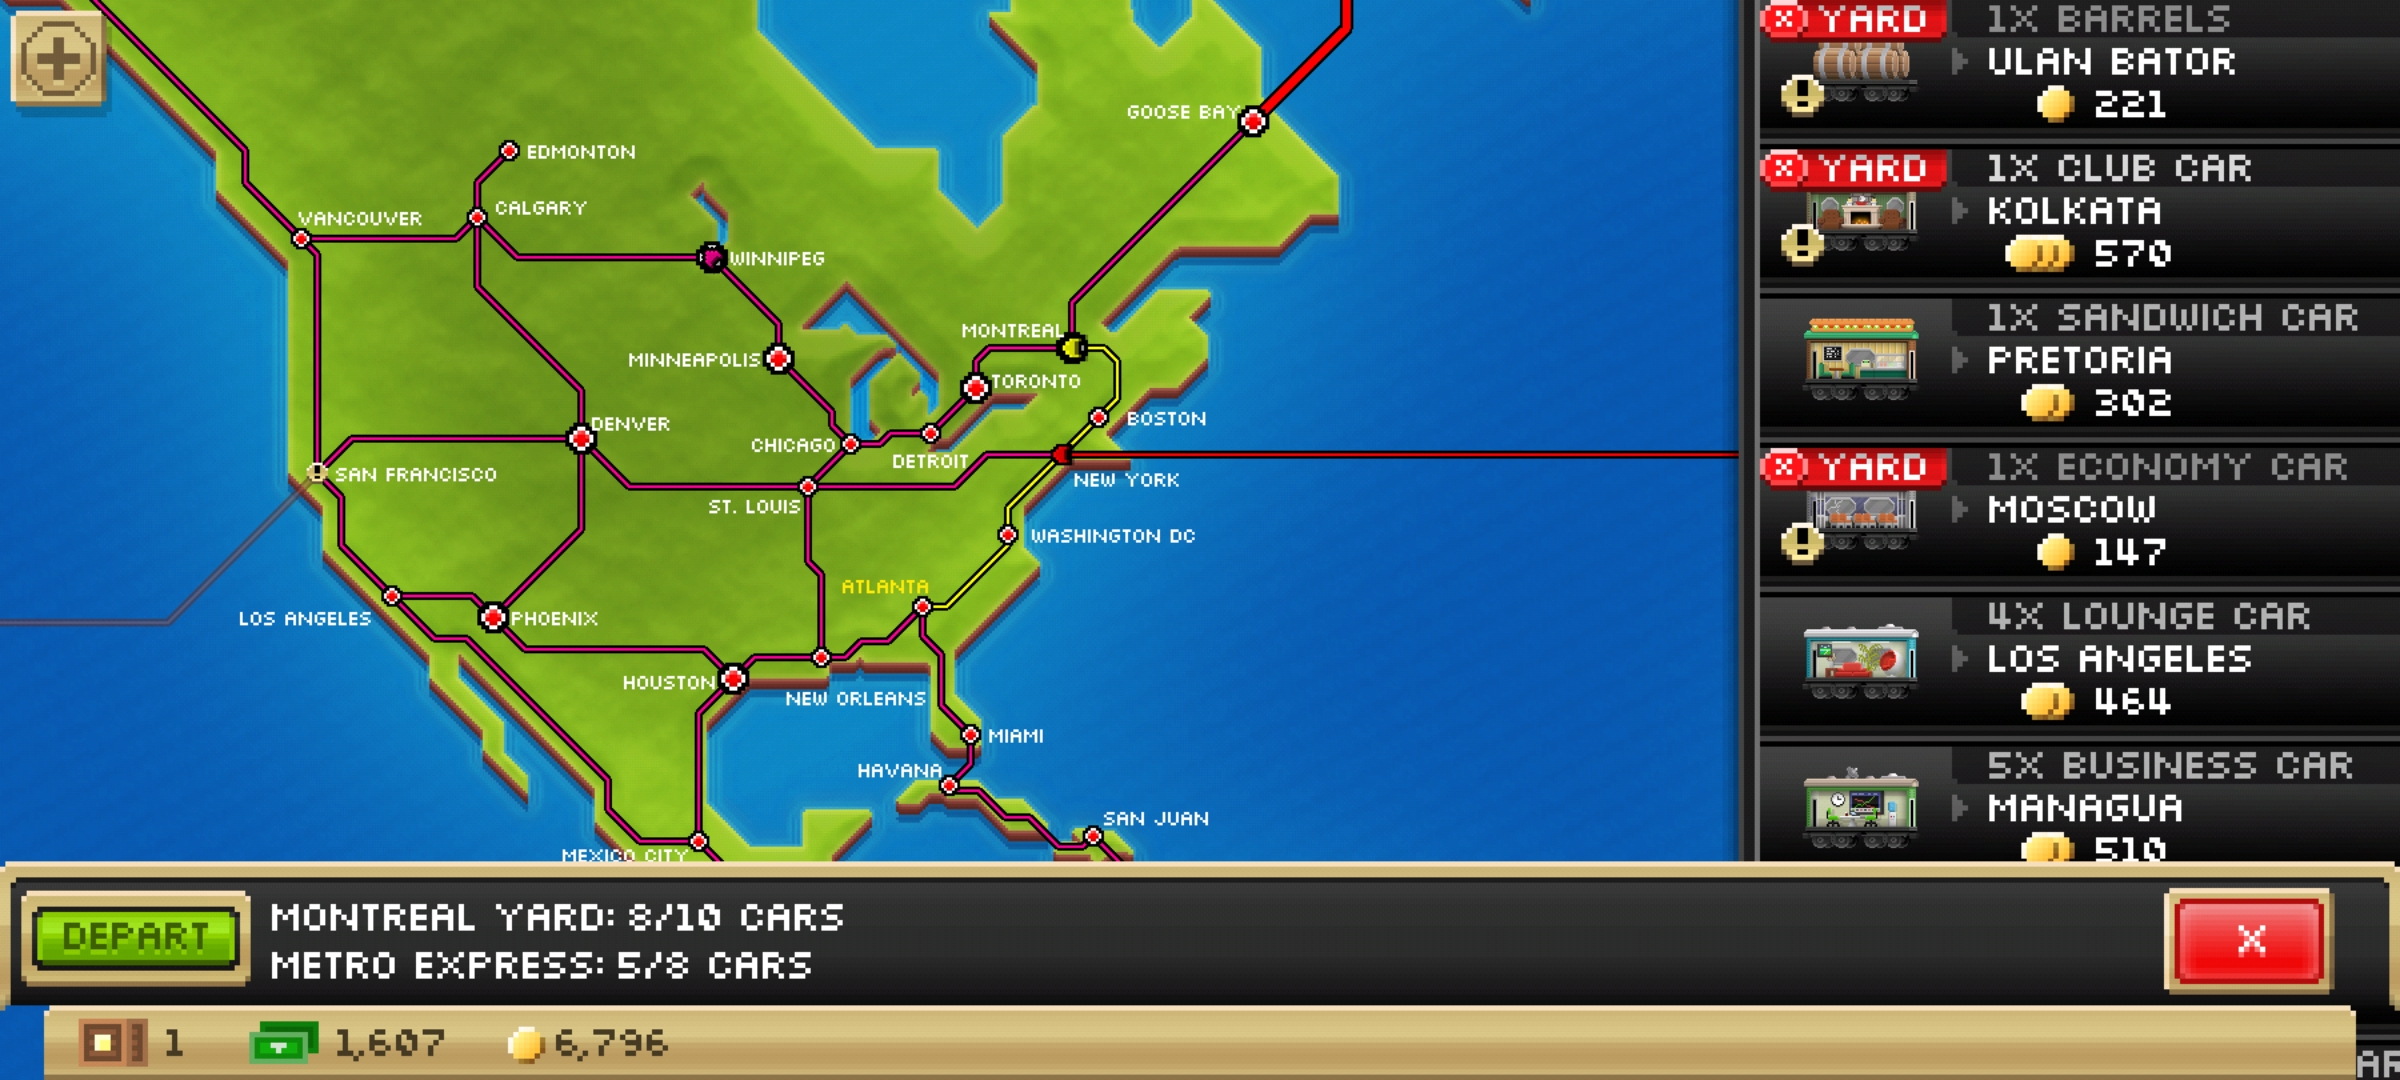 GOOSE BAY
EDMONTON
CALGARY
VANCOUVER
WINNIPEG
MONTREAL
MINNEAPOLIS
TORONTO
BOSTON
DENVER
CHICAGO
DETROIT
SAN FRANCISCO
NEW YORK
ST. LOUIS
WASHINGTON DC
ATLANTA
LOS ANGELES
PHOENIX
HOUSTON
NEW ORLEANS
MIAMI
HAVANA
SAN JUAN
MEXICO CITY
YARD 1X BARRELS
ULAN BATOR
221
YARD 1X CLUB CAR
KOLKATA
570
1X SANDWICH CAR
PRETORIA
302
YARD 1X ECONOMY CAR
MOSCOW
147
4X LOUNGE CAR
LOS ANGELES
464
5X BUSINESS CAR
MANAGUA
510
DEPART
MONTREAL YARD: 8/10 CARS
METRO EXPRESS: 5/8 CARS
X
1 1,607 6,796